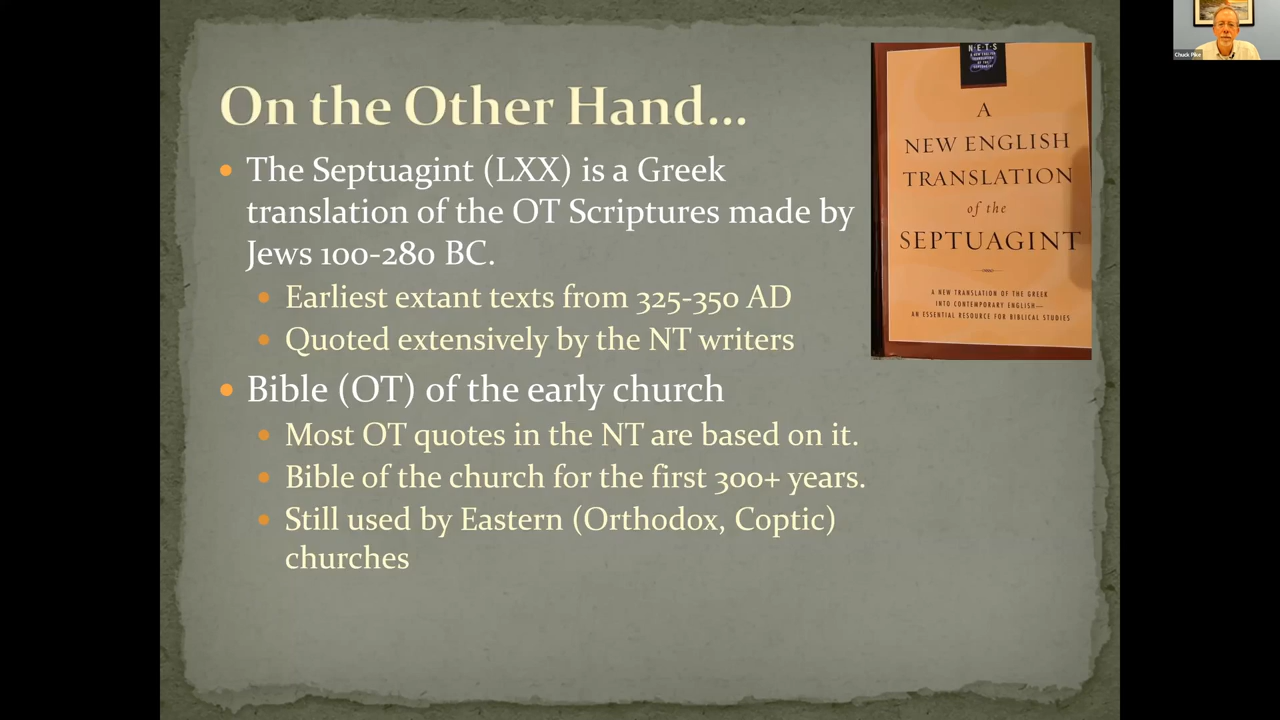 On the Other Hand...
The Septuagint (LXX) is a Greek
translation of the OT Scriptures made by
Jews 100-280 BC.
Earliest extant texts from 325-350 AD
Quoted extensively by the NT writers
Bible (OT) of the early church
Most OT quotes in the NT are based on it.
Bible of the church for the first 300+ years.
Still used by Eastern (Orthodox, Coptic)
churches
N·E·T·S
A
NEW ENGLISH
TRANSLATION
of the
SEPTUAGINT
A NEW TRANSLATION OF THE GREEK
INTO CONTEMPORARY ENGLISH—
AN ESSENTIAL RESOURCE FOR BIBLICAL STUDIES
Chuck Pike